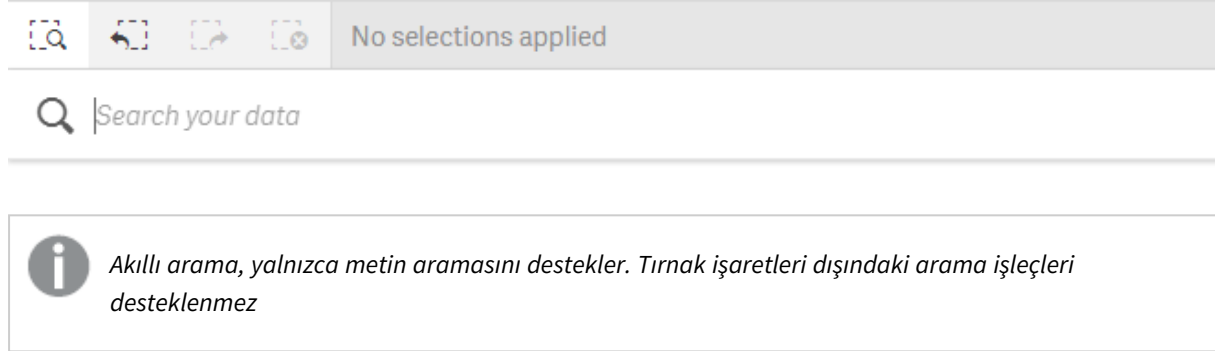 No selections applied
Search your data
Akıllı arama, yalnızca metin aramasını destekler. Tırnak işaretleri dışındaki arama işleçleri
desteklenmez